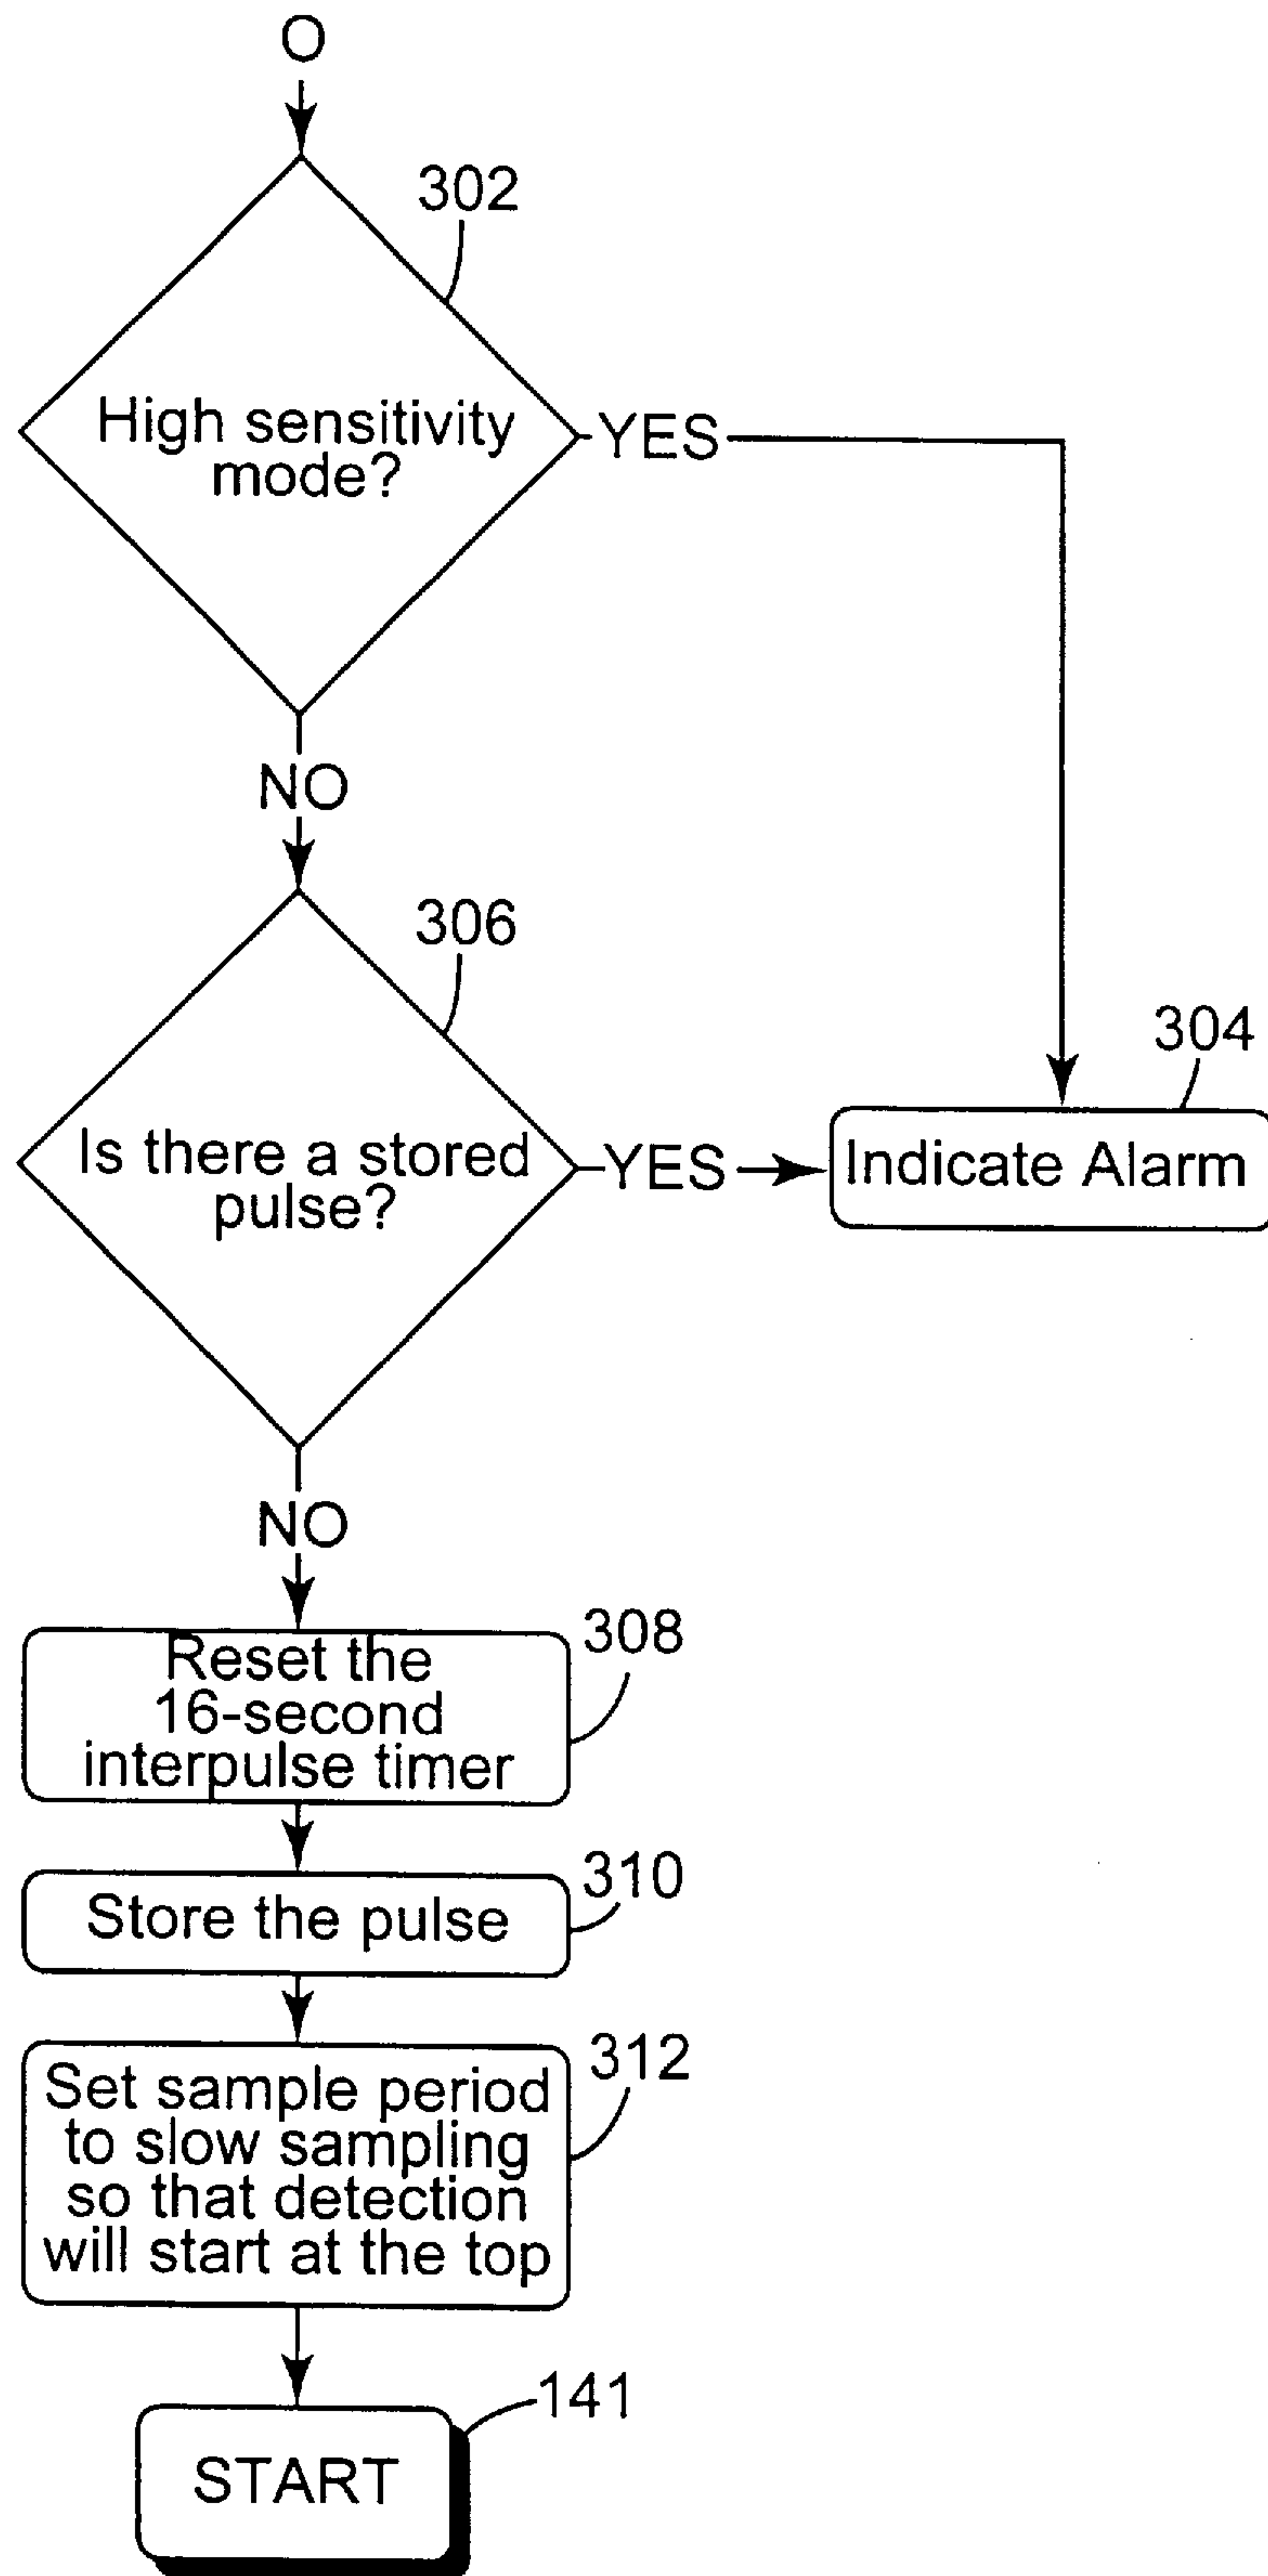 O
302
High sensitivity
mode?
YES
NO
306
Is there a stored
pulse?
YES
304
Indicate Alarm
NO
308
Reset the
16-second
interpulse timer
310
Store the pulse
312
Set sample period
to slow sampling
so that detection
will start at the top
141
START